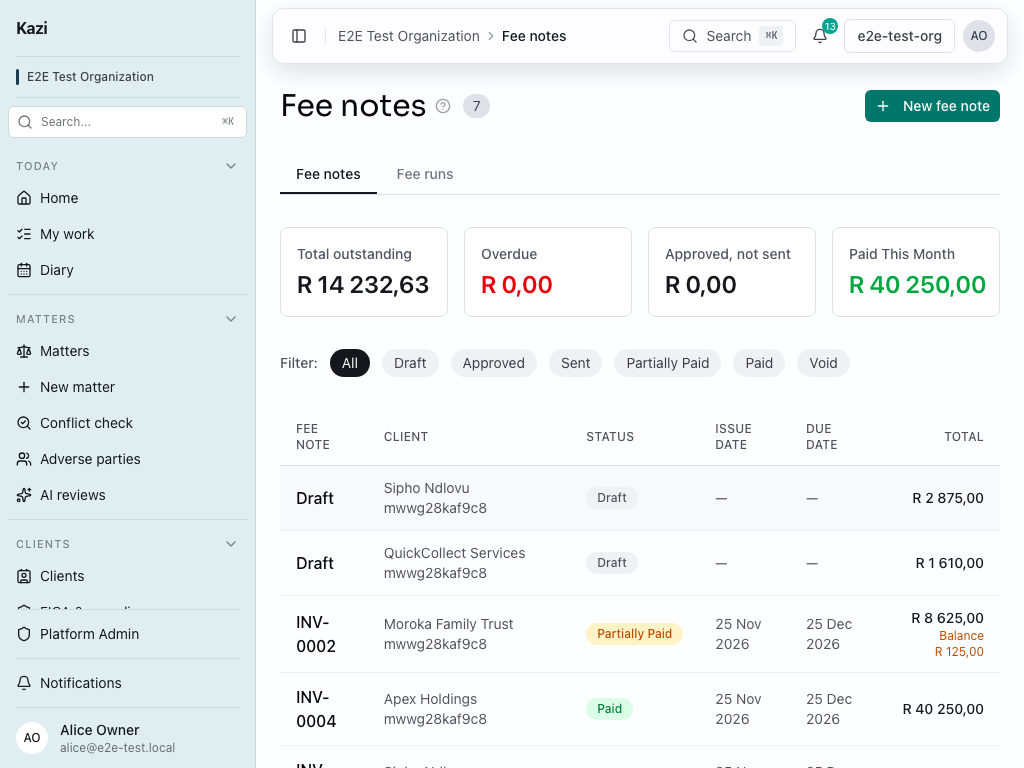 Kazi
E2E Test Organization
Search...
⌘K
TODAY
Home
My work
Diary
MATTERS
Matters
New matter
Conflict check
Adverse parties
AI reviews
CLIENTS
Clients
Platform Admin
Notifications
AO
Alice Owner
alice@e2e-test.local
E2E Test Organization > Fee notes
Search ⌘K
13
e2e-test-org
AO
Fee notes
7
New fee note
Fee notes
Fee runs
Total outstanding
R 14 232,63
Overdue
R 0,00
Approved, not sent
R 0,00
Paid This Month
R 40 250,00
Filter: All Draft Approved Sent Partially Paid Paid Void
FEE NOTE CLIENT STATUS ISSUE DATE DUE DATE TOTAL
Draft
Sipho Ndlovu
mwwg28kaf9c8
Draft
—
—
R 2 875,00
Draft
QuickCollect Services
mwwg28kaf9c8
Draft
—
—
R 1 610,00
INV-
0002
Moroka Family Trust
mwwg28kaf9c8
Partially Paid
25 Nov
2026
25 Dec
2026
R 8 625,00
Balance
R 125,00
INV-
0004
Apex Holdings
mwwg28kaf9c8
Paid
25 Nov
2026
25 Dec
2026
R 40 250,00